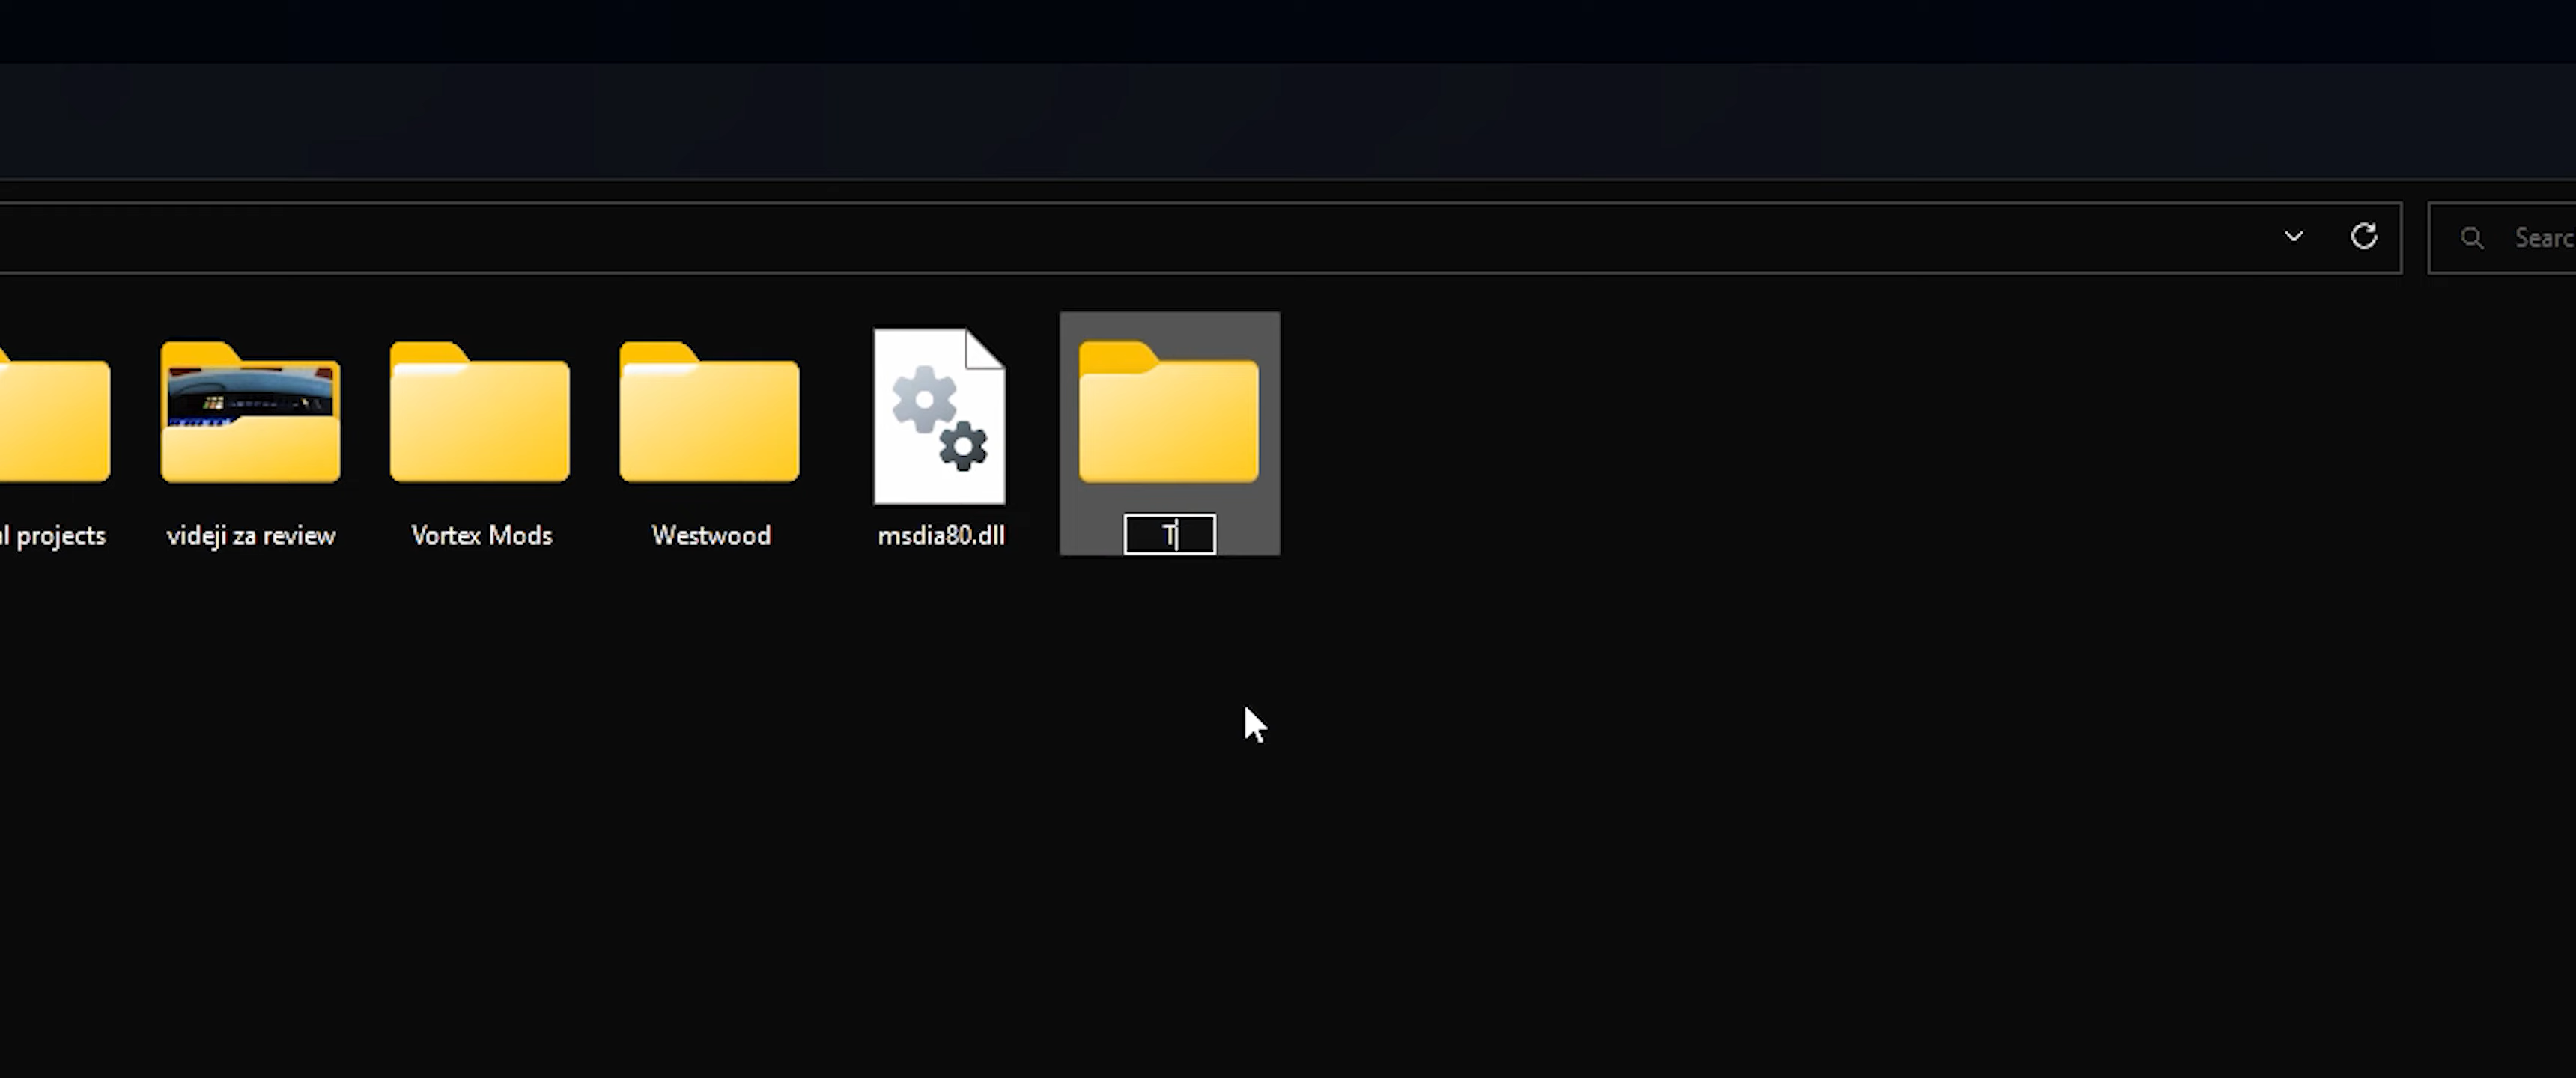 Searc
l projects
videji za review
Vortex Mods
Westwood
msdia80.dll
T